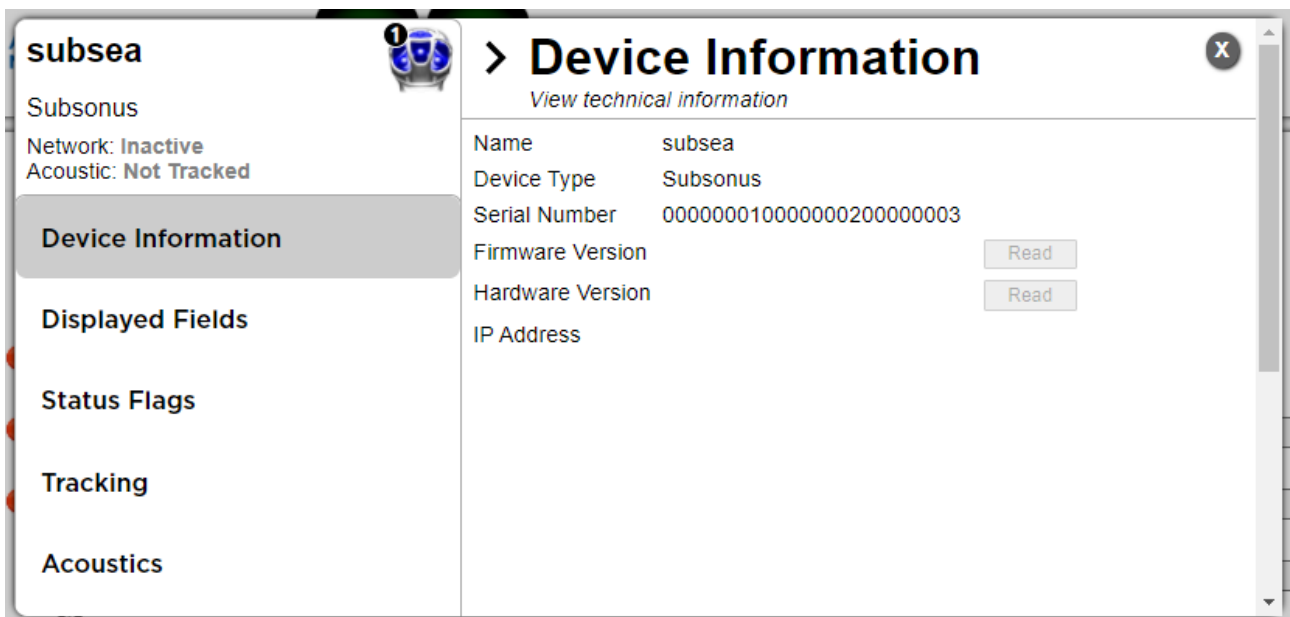 subsea
1
Subsonus
Network: Inactive
Acoustic: Not Tracked
Device Information
Displayed Fields
Status Flags
Tracking
Acoustics
> Device Information
X
View technical information
Name subsea
Device Type Subsonus
Serial Number 000000010000000200000003
Firmware Version Read
Hardware Version Read
IP Address